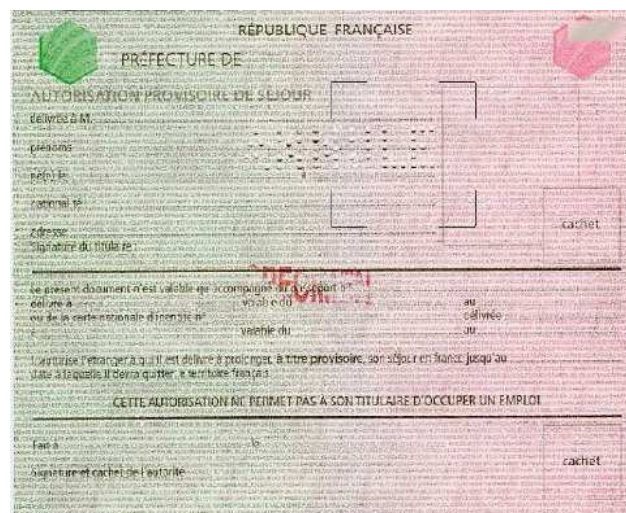 RÉPUBLIQUE FRANÇAISE
PRÉFECTURE DE
AUTORISATION PROVISOIRE DE SÉJOUR
délivrée à M.
prénoms
né(e) le
nationalité
adresse
cachet
signature du titulaire :
SPECIMEN
Le présent document n'est valable qu'accompagné du passeport n°
délivré à valable du au
ou de la carte nationale d'identité n° délivrée
valable du au
autorise l'étranger à qui il est délivré à prolonger, à titre provisoire, son séjour en france jusqu'au
date à laquelle il devra quitter le territoire français.
CETTE AUTORISATION NE PERMET PAS À SON TITULAIRE D'OCCUPER UN EMPLOI
Fait à le
Signature et cachet de l'autorité
cachet